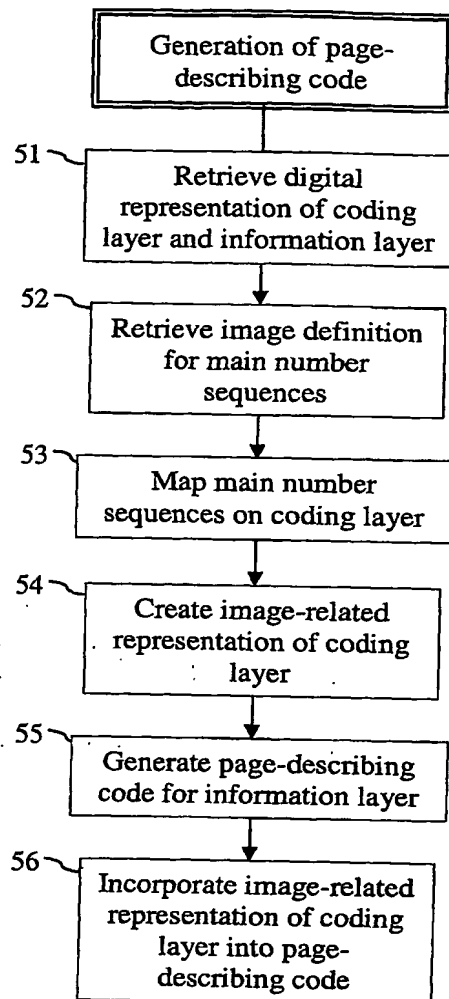 Generation of page-
describing code
51
Retrieve digital
representation of coding
layer and information layer
52
Retrieve image definition
for main number
sequences
53
Map main number
sequences on coding layer
54
Create image-related
representation of coding
layer
55
Generate page-describing
code for information layer
56
Incorporate image-related
representation of coding
layer into page-
describing code